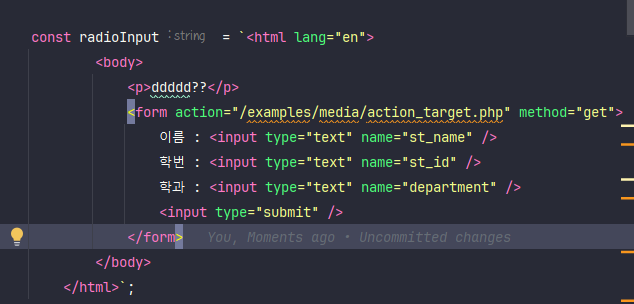 const radioInput : string = `<html lang="en">
<body>
<p>ddddd??</p>
<form action="/examples/media/action_target.php" method="get">
이름 : <input type="text" name="st_name" />
학번 : <input type="text" name="st_id" />
학과 : <input type="text" name="department" />
<input type="submit" />
</form> You, Moments ago • Uncommitted changes
</body>
</html>`;